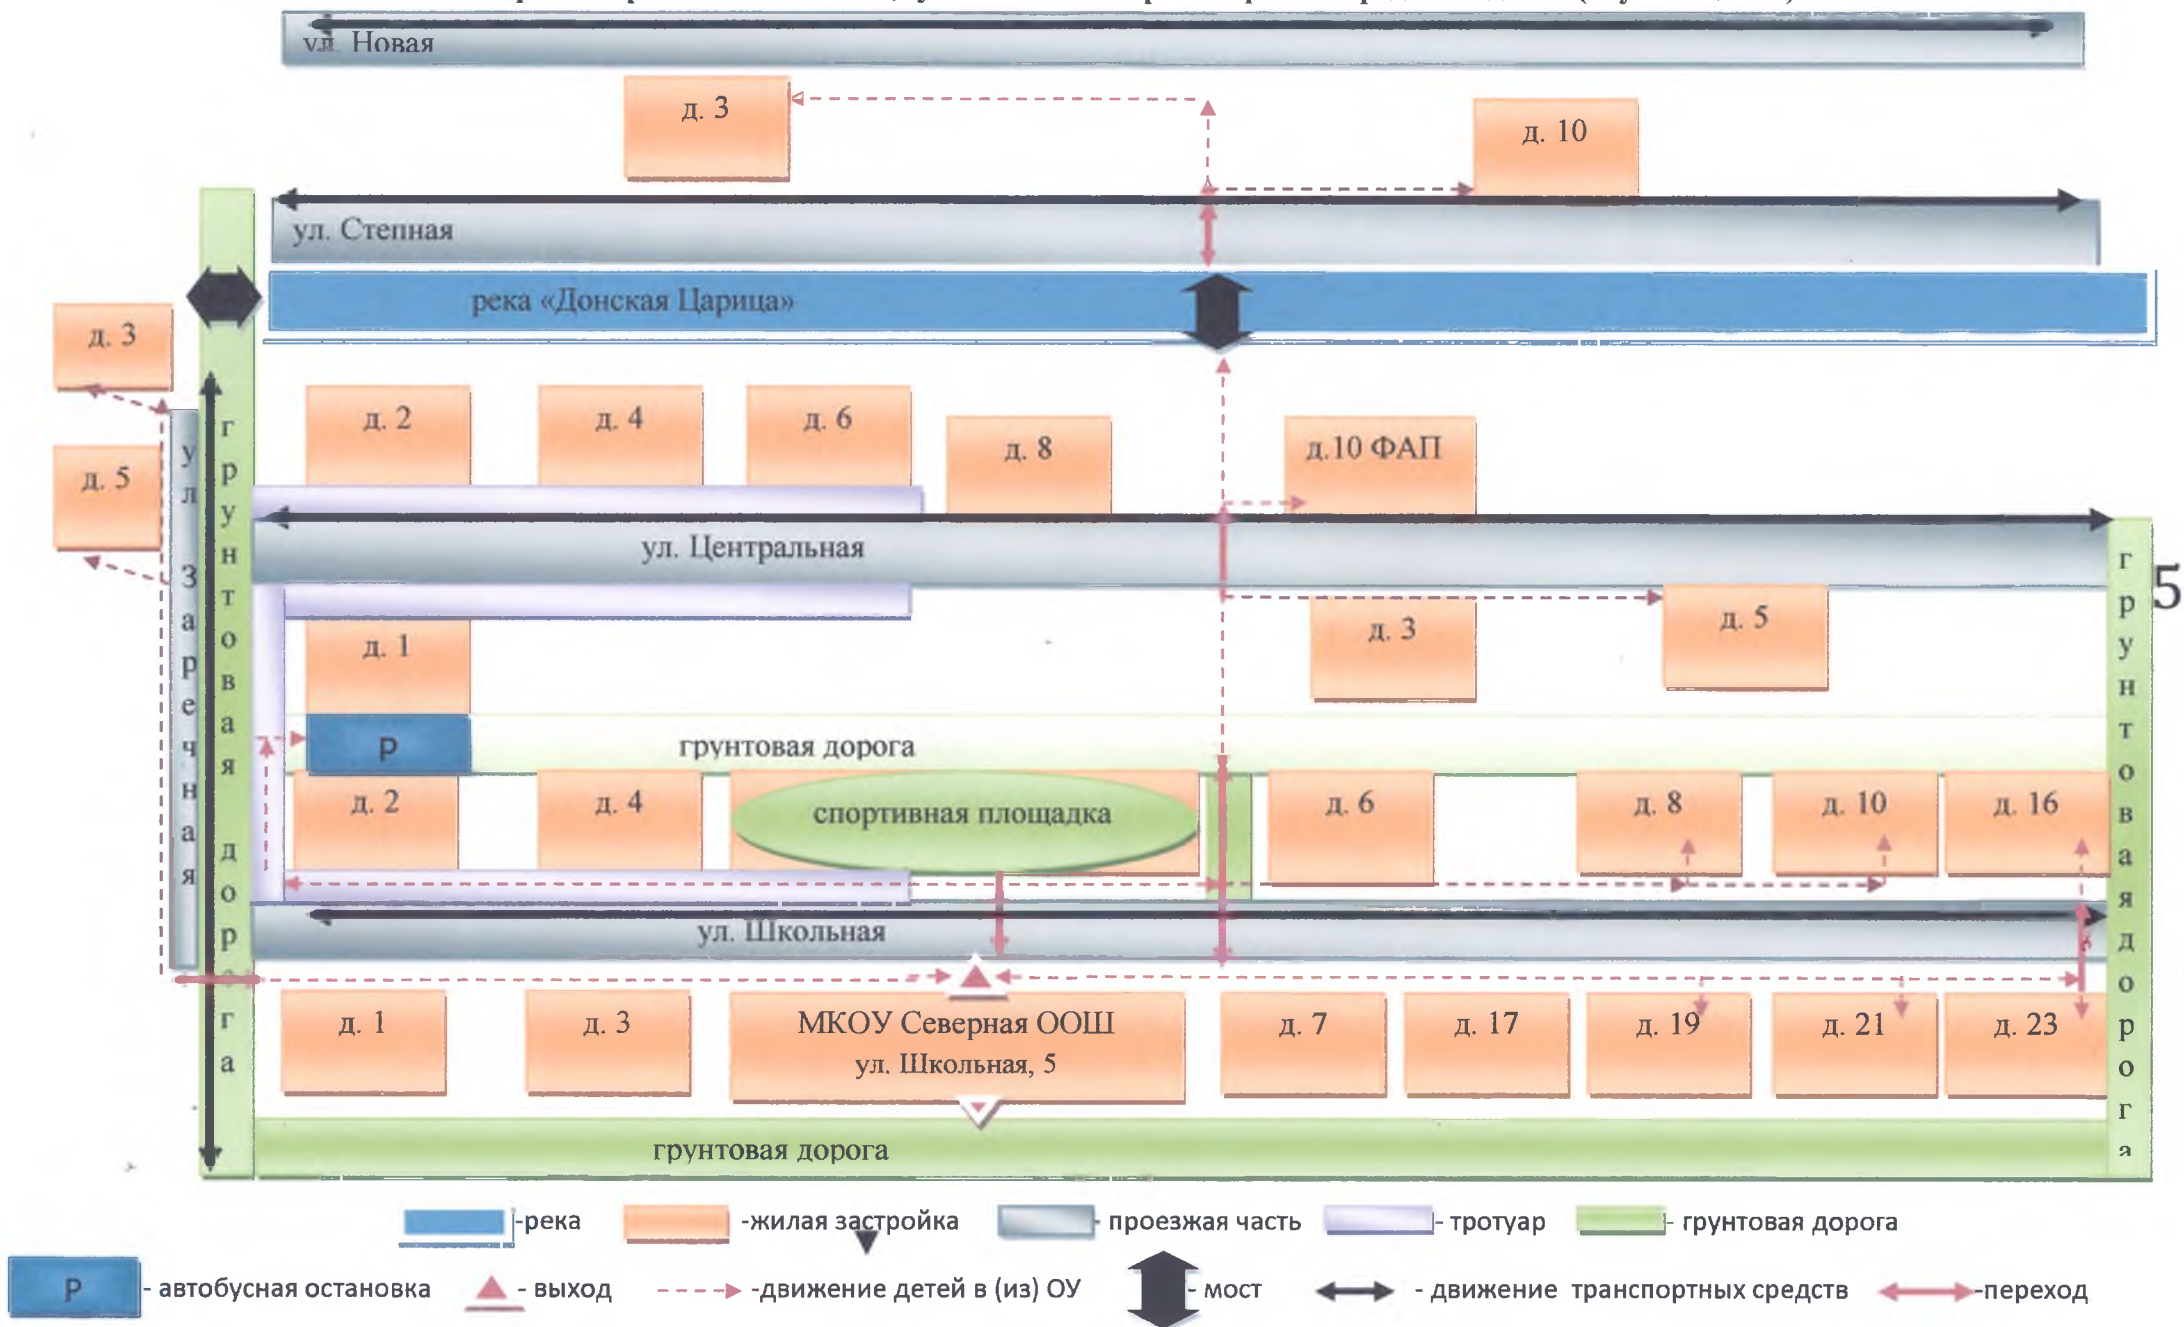 ул. Новая
д. 3
д. 10
ул. Степная
река «Донская Царица»
д. 3
д. 5
ул Заречная
грунтовая дорога
д. 2
д. 4
д. 6
д. 8
д.10 ФАП
ул. Центральная
5
д. 1
д. 3
д. 5
грунтовая дорога
Р
грунтовая дорога
д. 2
д. 4
спортивная площадка
д. 6
д. 8
д. 10
д. 16
ул. Школьная
д. 1
д. 3
МКОУ Северная ООШ
ул. Школьная, 5
д. 7
д. 17
д. 19
д. 21
д. 23
грунтовая дорога
-река
-жилая застройка
- проезжая часть
- тротуар
- грунтовая дорога
Р
- автобусная остановка
- выход
-движение детей в (из) ОУ
- мост
- движение транспортных средств
-переход